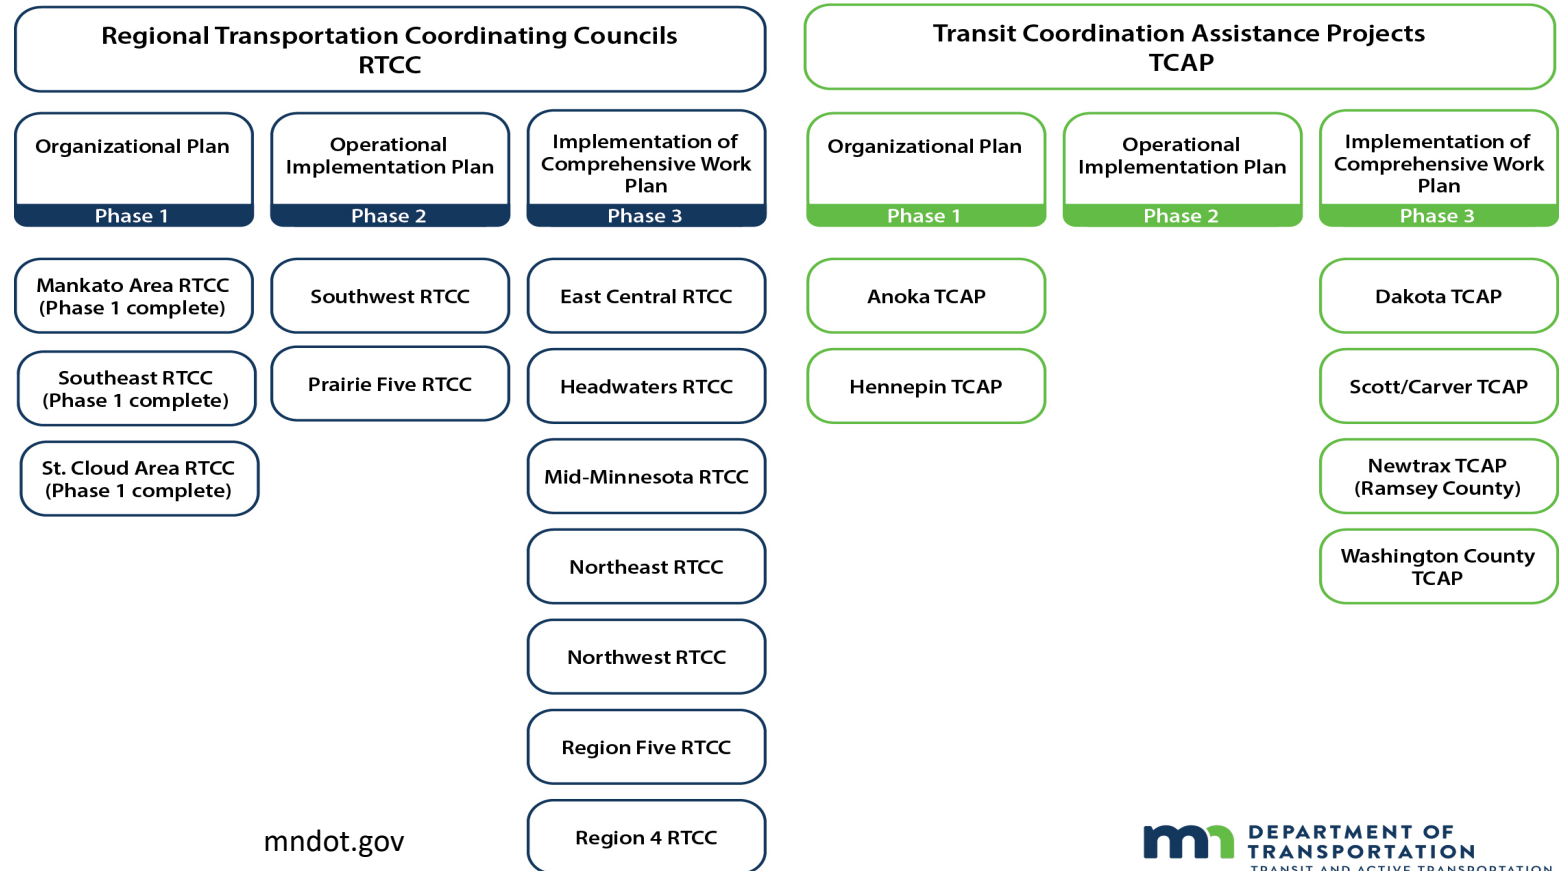 Regional Transportation Coordinating Councils
RTCC
Organizational Plan
Phase 1
Operational
Implementation Plan
Phase 2
Implementation of
Comprehensive Work
Plan
Phase 3
Mankato Area RTCC
(Phase 1 complete)
Southeast RTCC
(Phase 1 complete)
St. Cloud Area RTCC
(Phase 1 complete)
Southwest RTCC
Prairie Five RTCC
East Central RTCC
Headwaters RTCC
Mid-Minnesota RTCC
Northeast RTCC
Northwest RTCC
Region Five RTCC
Region 4 RTCC
Transit Coordination Assistance Projects
TCAP
Organizational Plan
Phase 1
Operational
Implementation Plan
Phase 2
Implementation of
Comprehensive Work
Plan
Phase 3
Anoka TCAP
Hennepin TCAP
Dakota TCAP
Scott/Carver TCAP
Newtrax TCAP
(Ramsey County)
Washington County
TCAP
mndot.gov
mn
DEPARTMENT OF
TRANSPORTATION
TRANSIT AND ACTIVE TRANSPORTATION